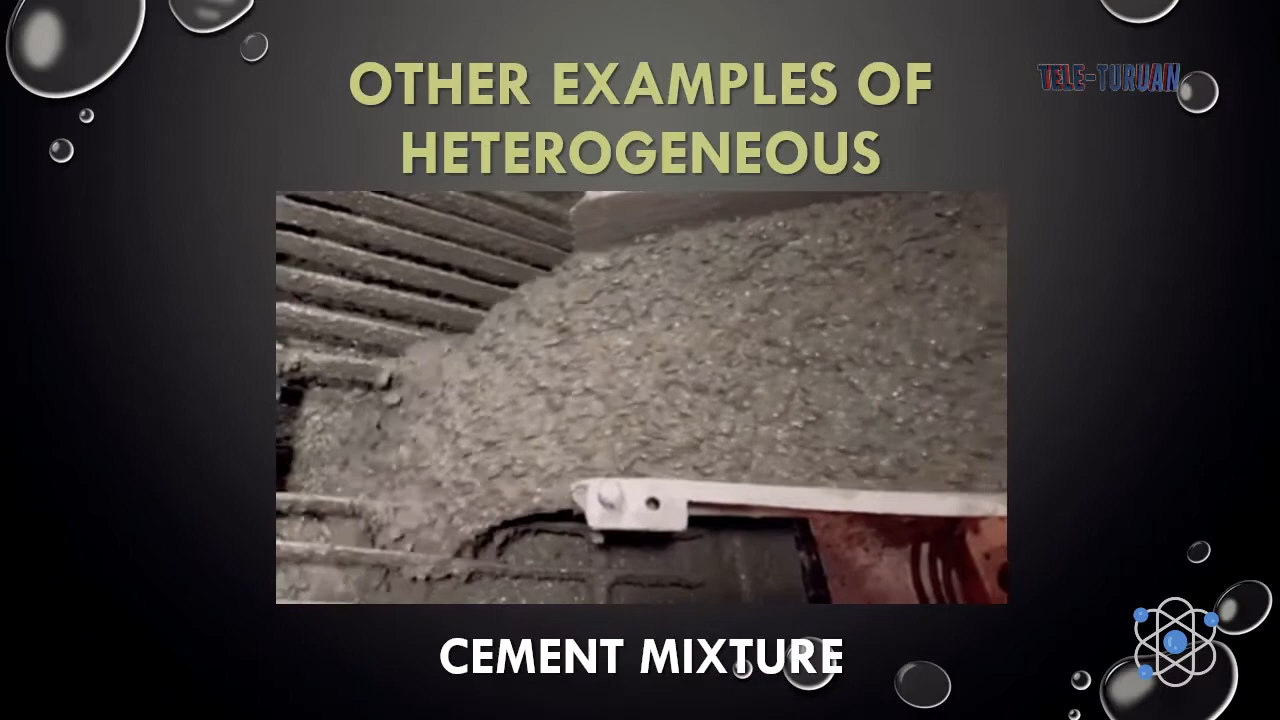 OTHER EXAMPLES OF
HETEROGENEOUS
TELE-TURUAN
CEMENT MIXTURE